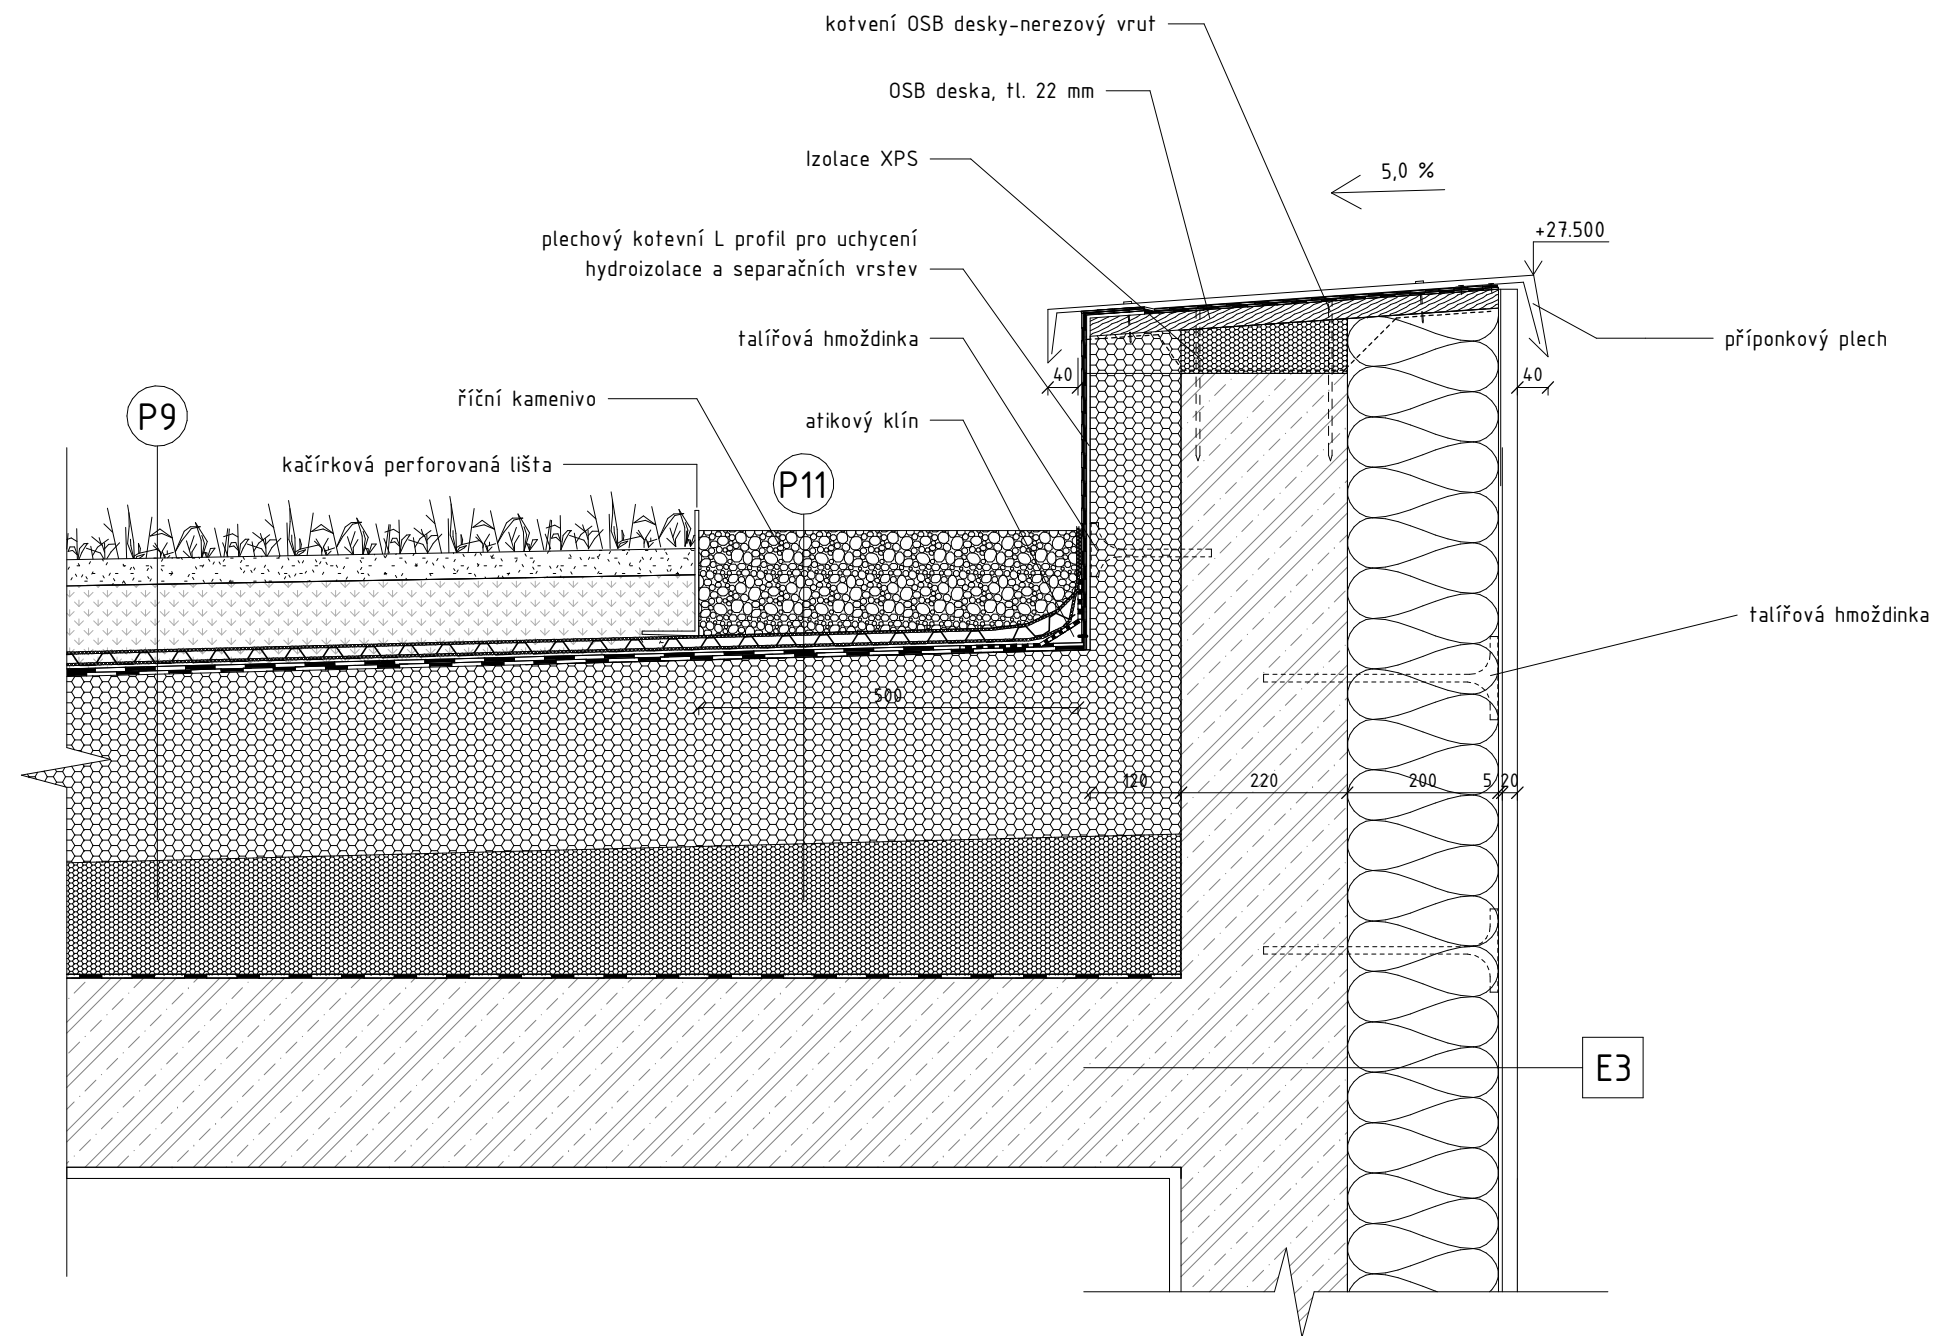 kotvení OSB desky-nerezový vrut
OSB deska, tl. 22 mm
Izolace XPS
5,0 %
+27.500
plechový kotevní L profil pro uchycení
hydroizolace a separačních vrstev
talířová hmoždinka
příponkový plech
40
40
říční kamenivo
P9
atikový klín
kačírková perforovaná lišta
P11
talířová hmoždinka
500
120
220
200
5
20
E3